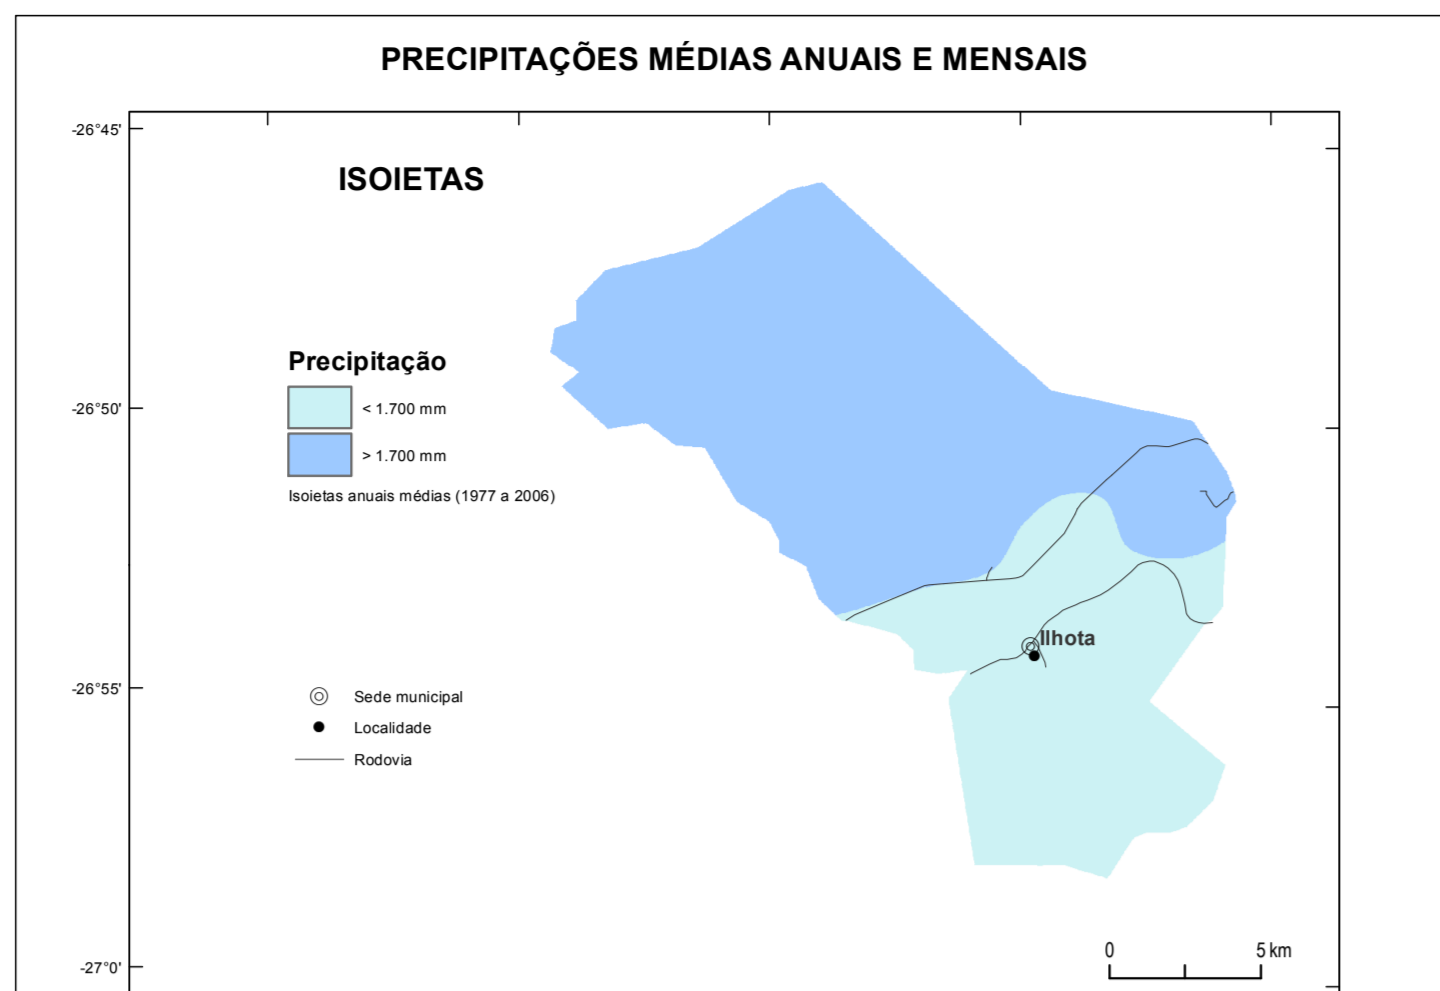 PRECIPITAÇÕES MÉDIAS ANUAIS E MENSAIS
-26°45'
ISOIETAS
Precipitação
< 1.700 mm
-26°50'
> 1.700 mm
Isoietas anuais médias (1977 a 2006)
Ilhota
-26°55'
Sede municipal
Localidade
Rodovia
0 5 km
-27°0'